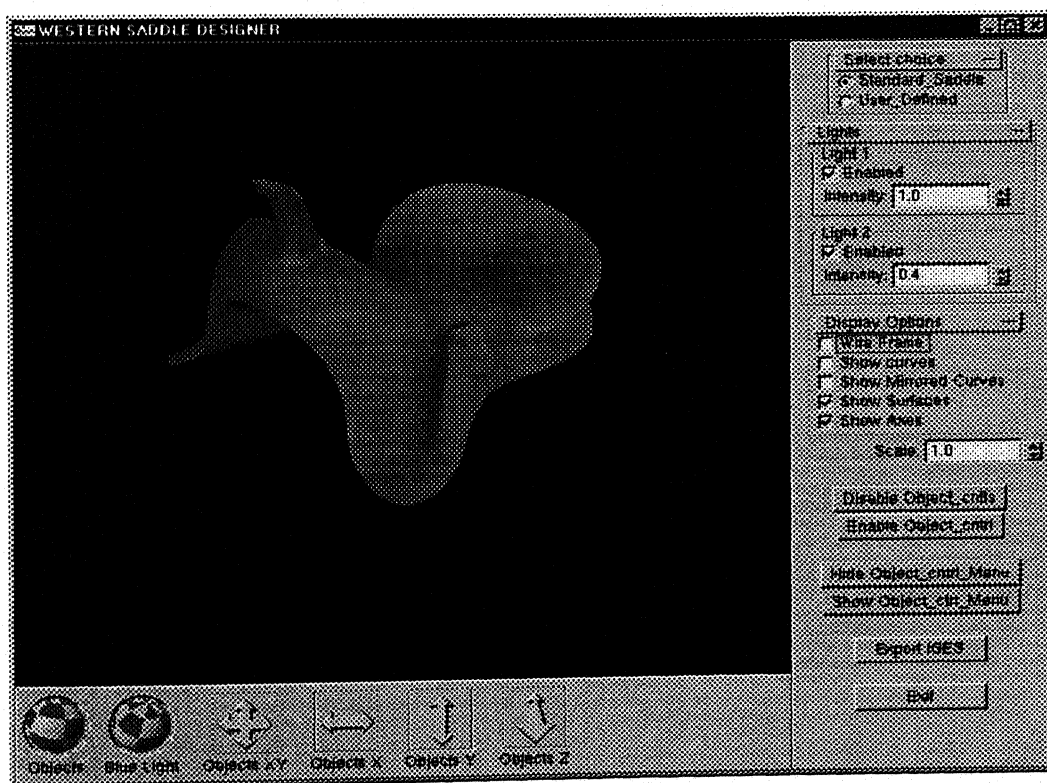 WESTERN SADDLE DESIGNER
Select choice
Standard_Saddle
User_Defined
Lights
Light 1
Enabled
Intensity 1.0
Light 2
Enabled
Intensity 0.4
Display Options
Wire Frame
Show curves
Show Mirrored Curves
Show Surfaces
Show Axes
Scale 1.0
Disable Object_cntls
Enable Object_cntrl
Hide Object_cntrl_Menu
Show Object_ctrl_Menu
Export IGES
Exit
Objects
Blue Light
Objects XY
Objects X
Objects Y
Objects Z